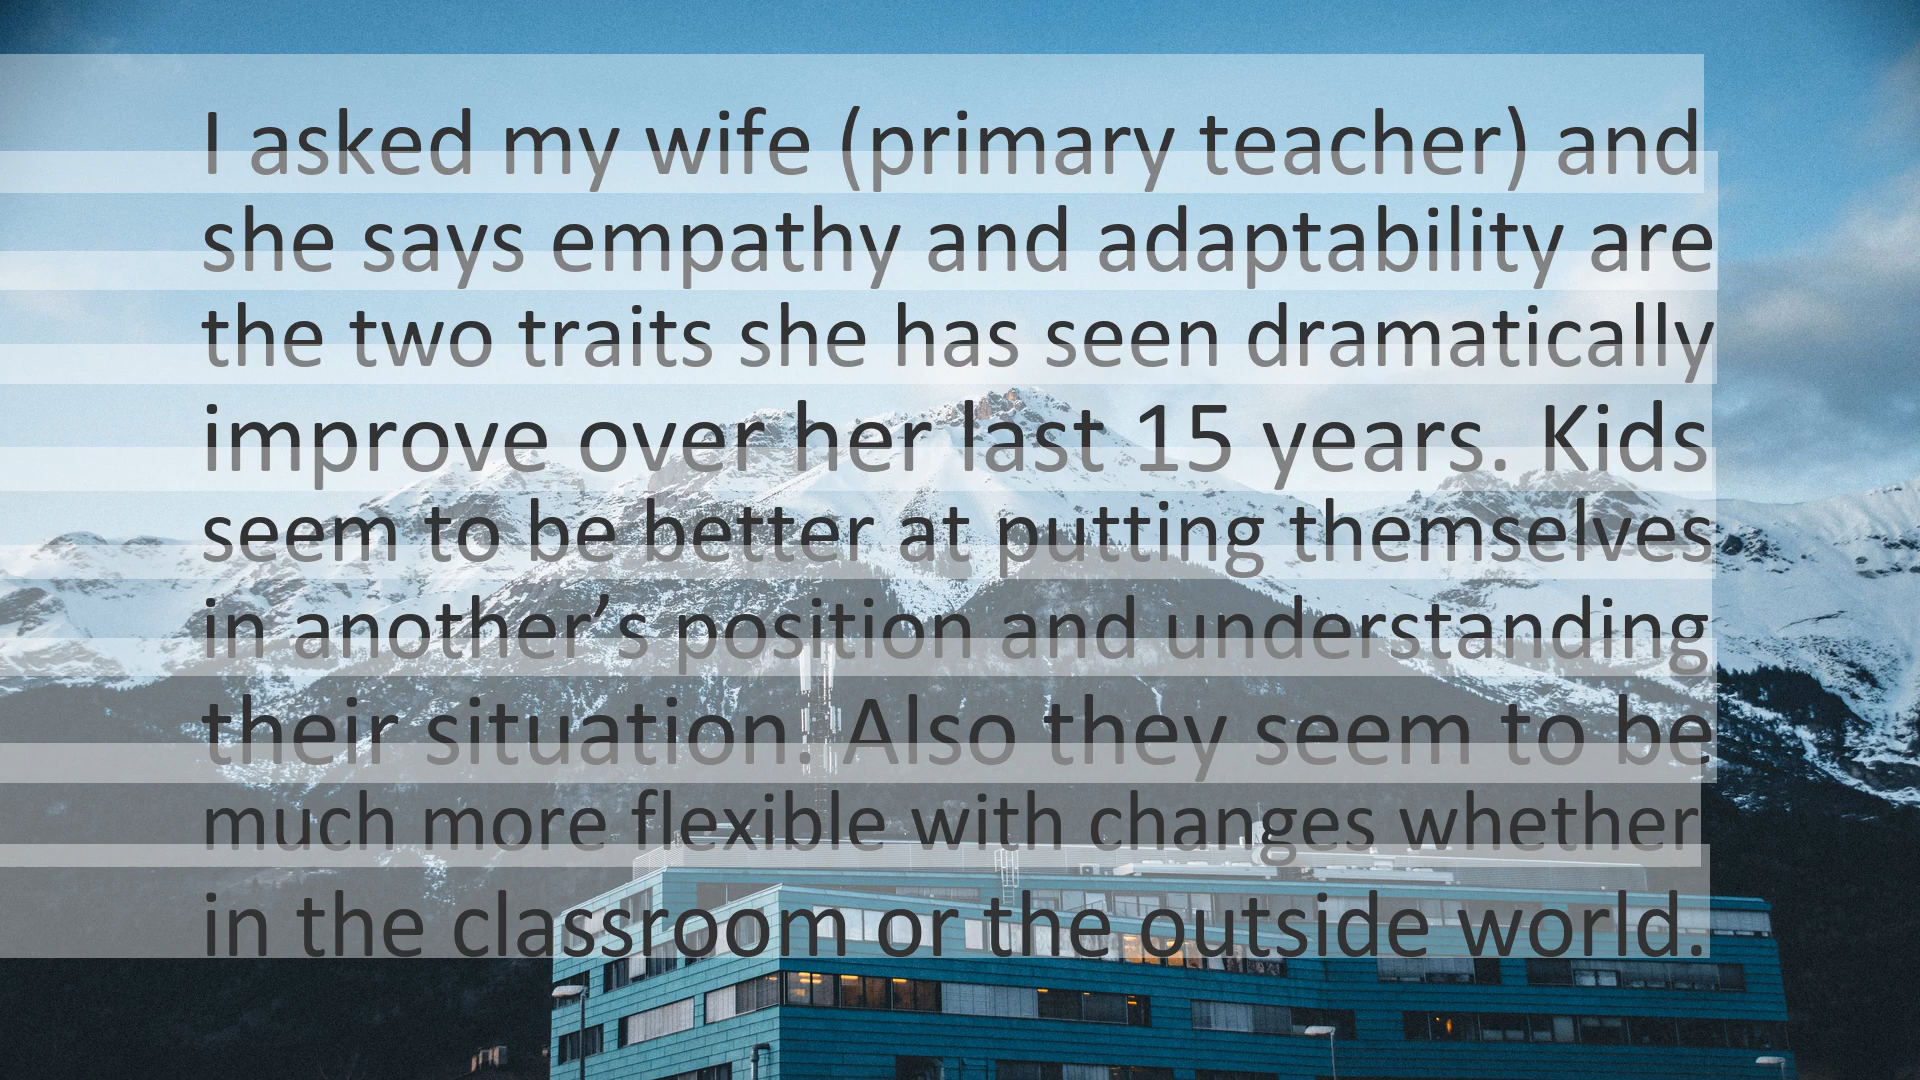 I asked my wife (primary teacher) and
she says empathy and adaptability are
the two traits she has seen dramatically
improve over her last 15 years. Kids
seem to be better at putting themselves
in another’s position and understanding
their situation. Also they seem to be
much more flexible with changes whether
in the classroom or the outside world.